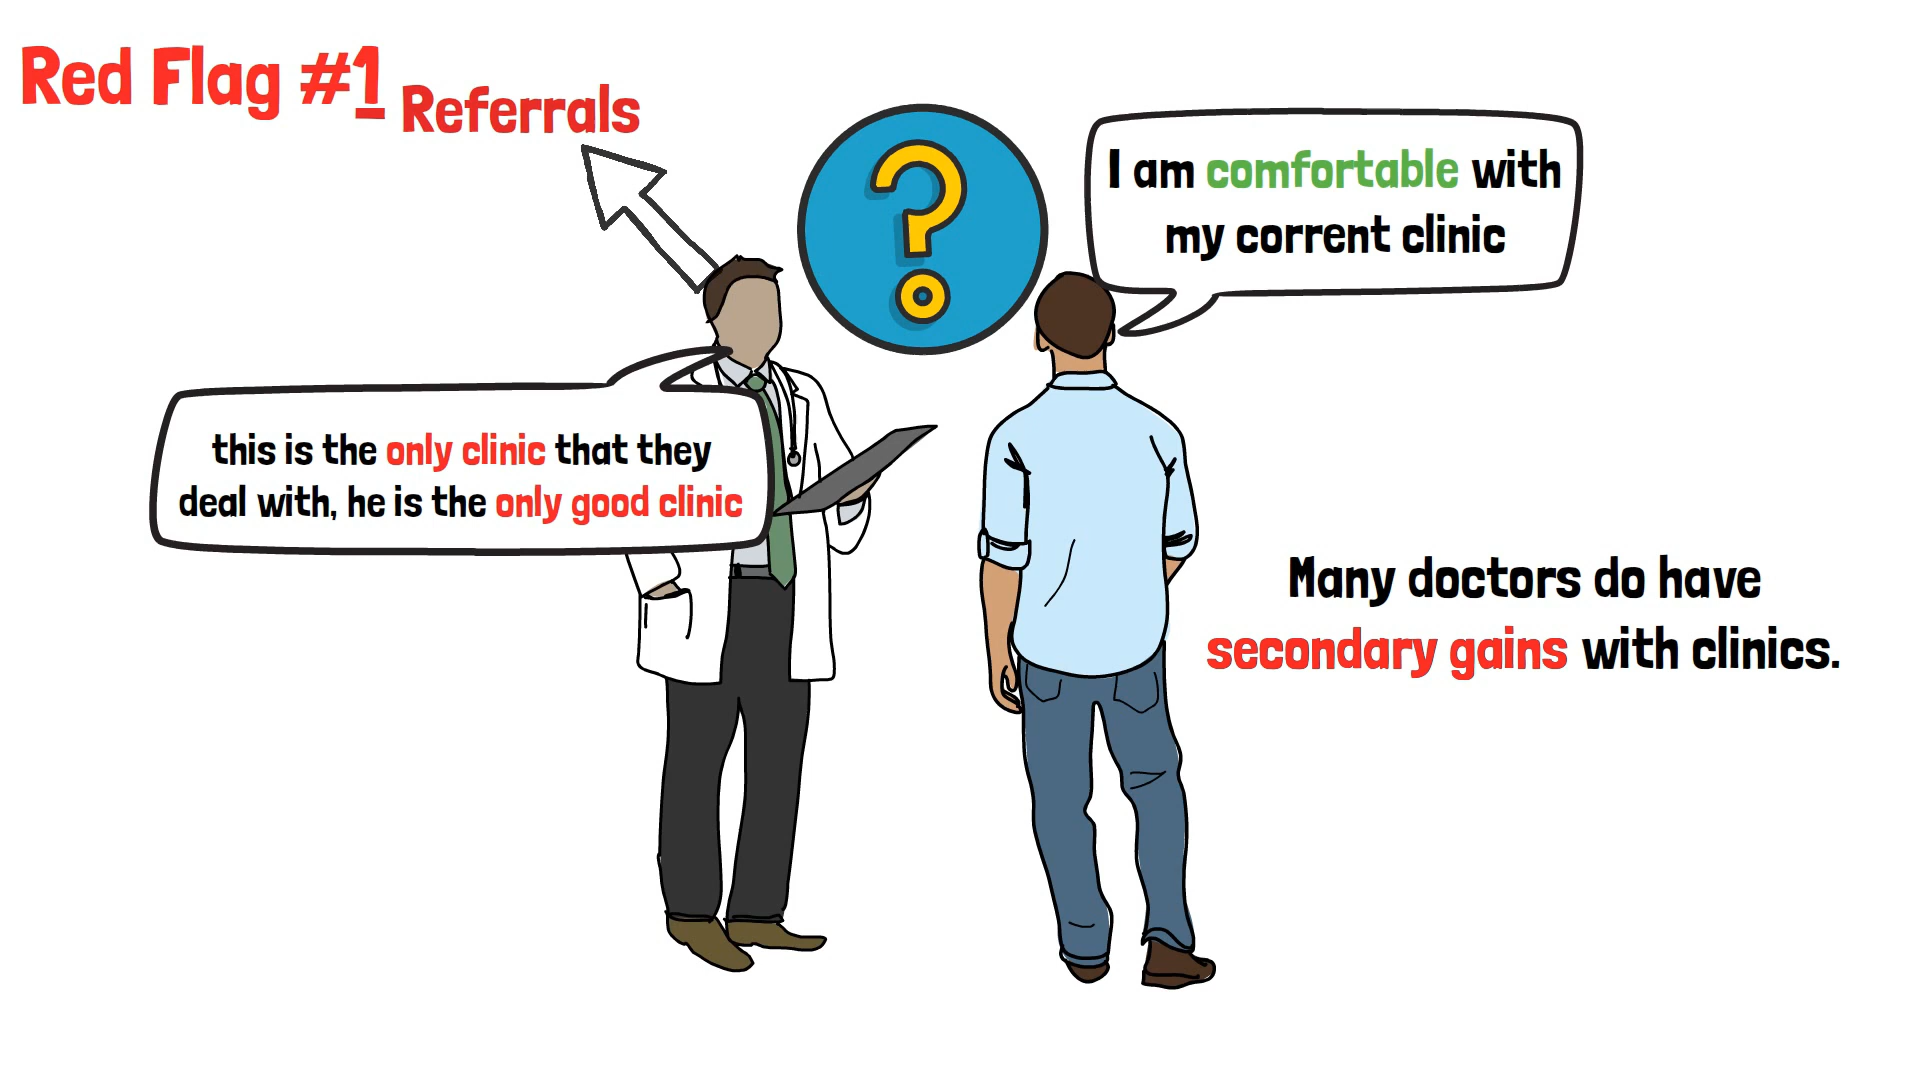 Red Flag #1 Referrals
I am comfortable with
my corrent clinic
this is the only clinic that they
deal with, he is the only good clinic
Many doctors do have
secondary gains with clinics.